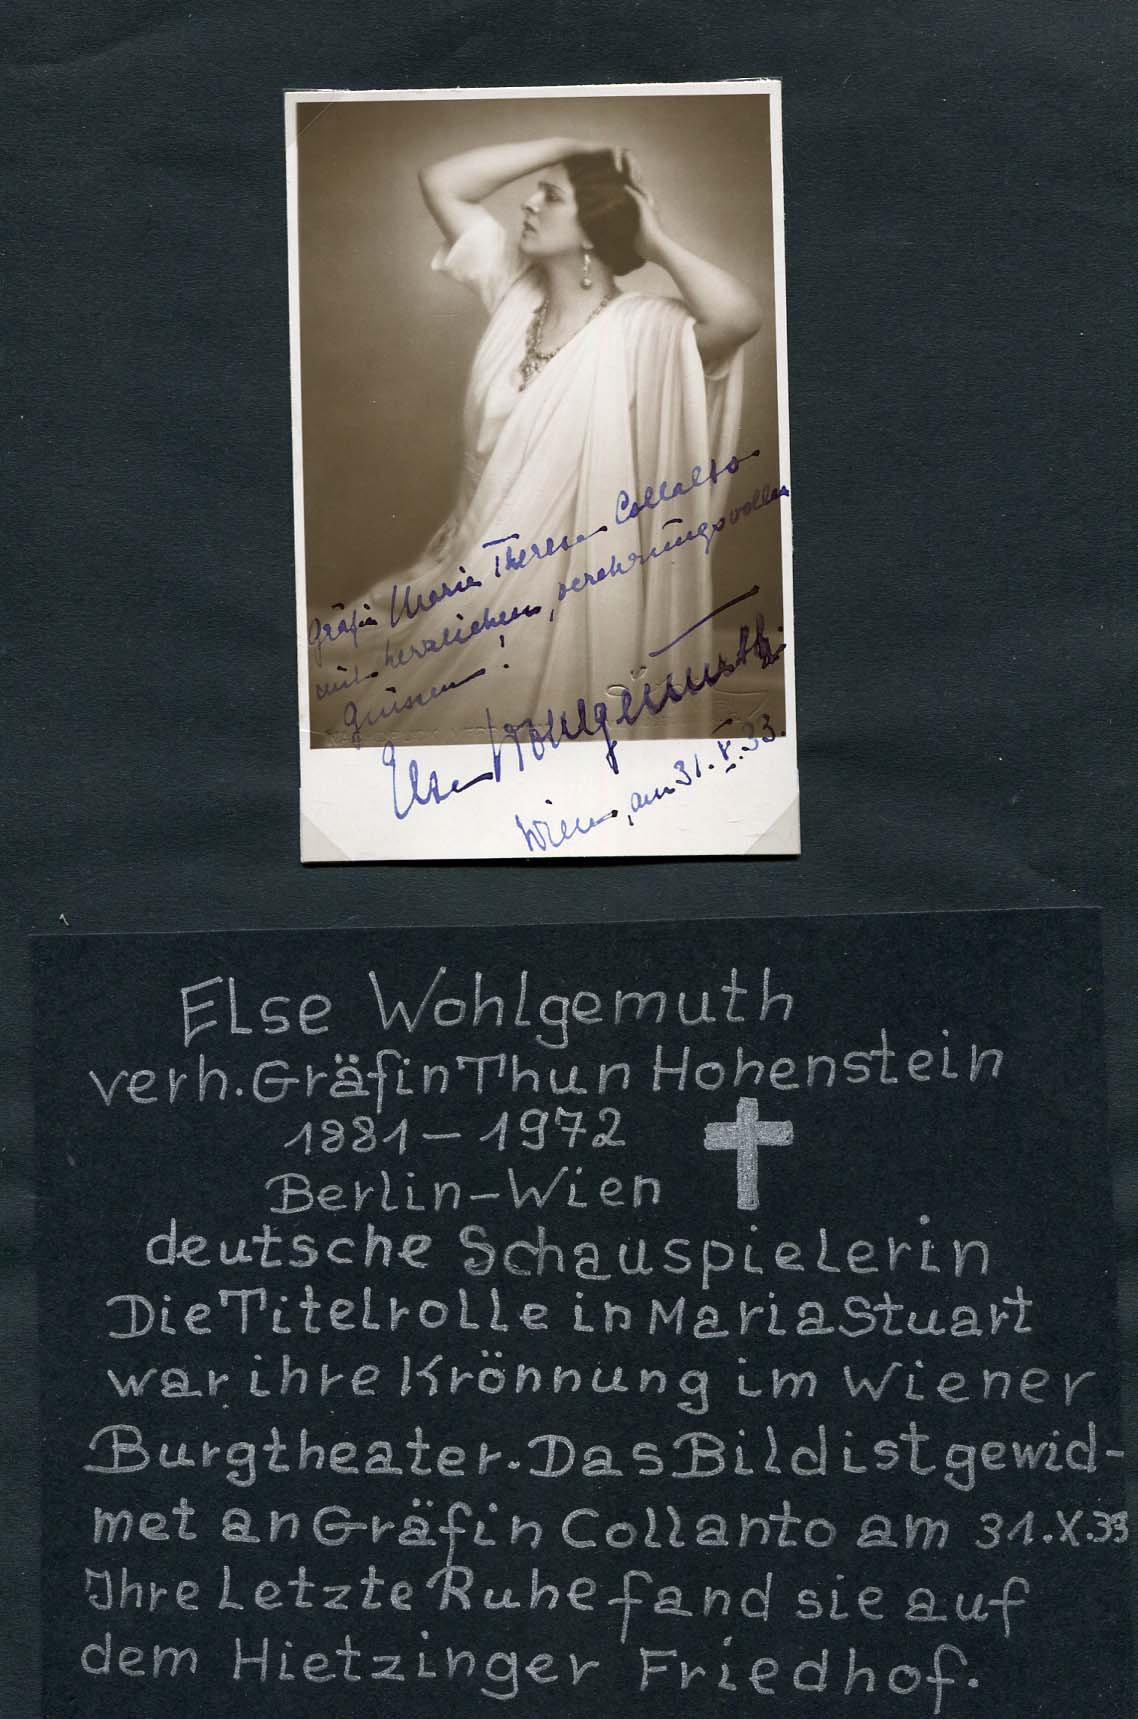 Gräfin Marie Therese Collalto
mit herzlichen, verehrungsvollen
Grüssen!
Else Wohlgemuth
Wien, am 31.X.33.
Else Wohlgemuth
verh. Gräfin Thun Hohenstein
1881 – 1972
Berlin – Wien
deutsche Schauspielerin
Die Titelrolle in Maria Stuart
war ihre Krönnung im Wiener
Burgtheater. Das Bild ist gewid-
met an Gräfin Collanto am 31.X.33
Ihre Letzte Ruhe fand sie auf
dem Hietzinger Friedhof.